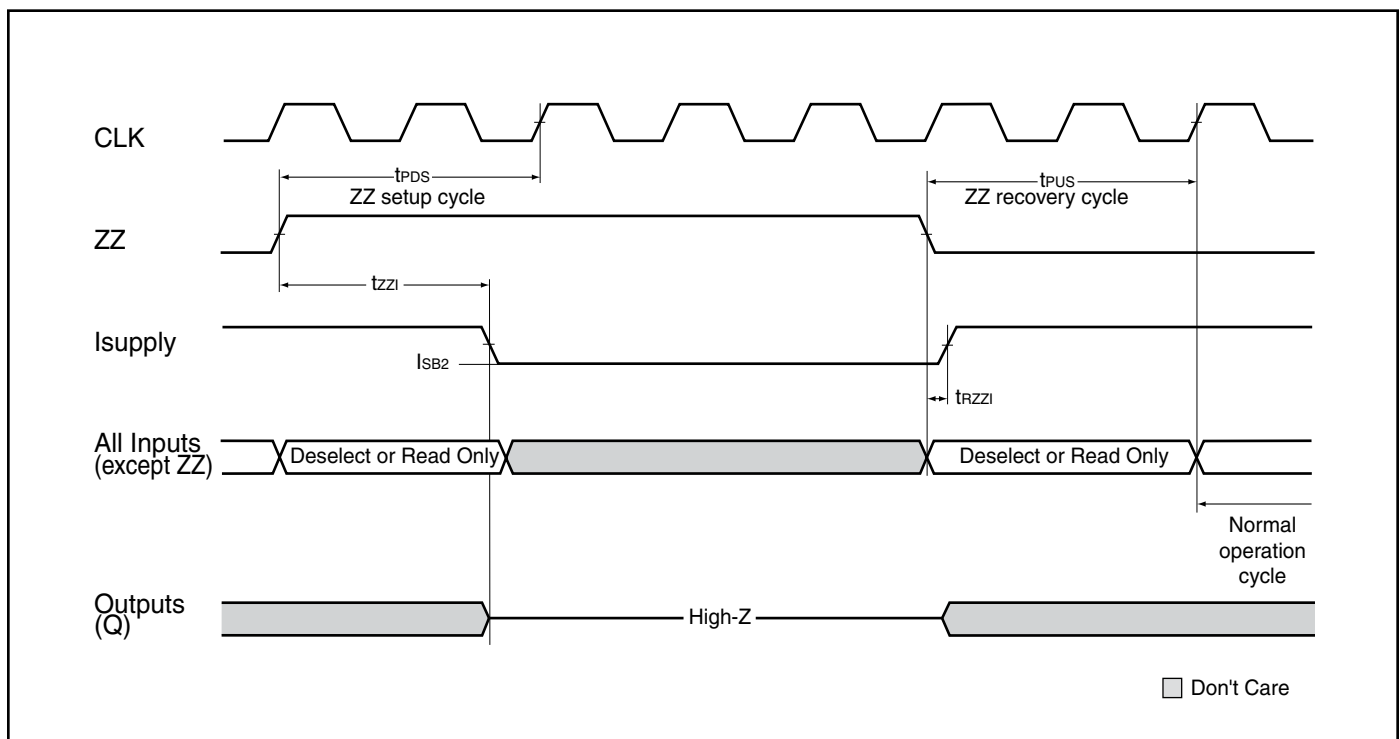 CLK
tPDS
ZZ setup cycle
tPUS
ZZ recovery cycle
ZZ
tZZI
Isupply
ISB2
tRZZI
All Inputs
(except ZZ)
Deselect or Read Only
Deselect or Read Only
Normal
operation
cycle
Outputs
(Q)
High-Z
Don't Care